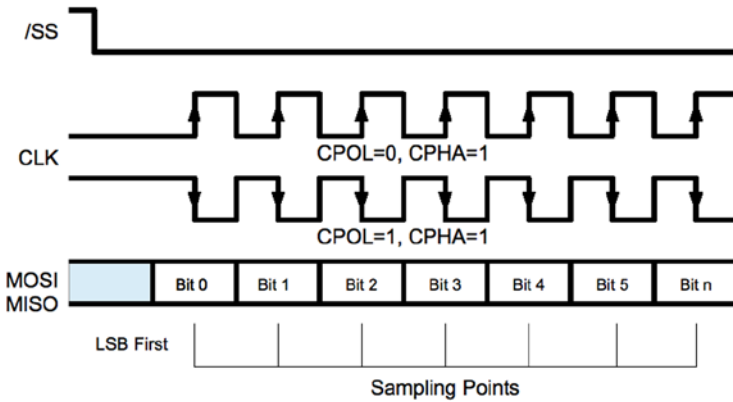 /SS
CPOL=0, CPHA=1
CLK
CPOL=1, CPHA=1
MOSI Bit 0 Bit 1 Bit 2 Bit 3 Bit 4 Bit 5 Bit n
MISO
LSB First
Sampling Points